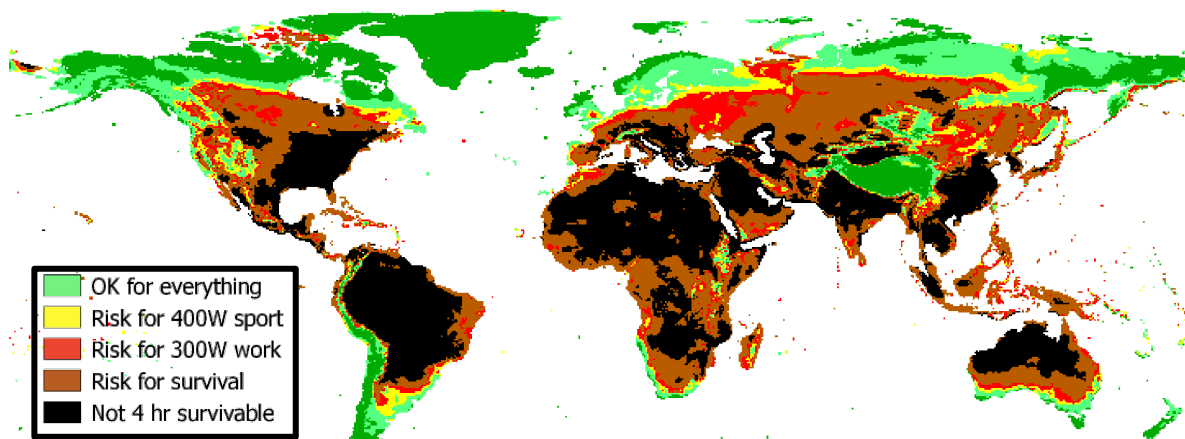 OK for everything
Risk for 400W sport
Risk for 300W work
Risk for survival
Not 4 hr survivable